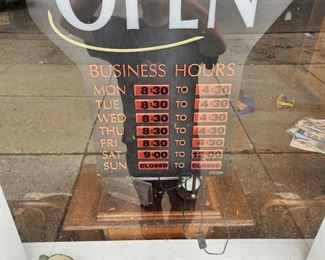 OPEN
BUSINESS HOURS
MON 8:30 TO 4:30
TUE 8:30 TO 4:30
WED 8:30 TO 4:30
THU 8:30 TO 4:30
FRI 8:30 TO 4:30
SAT 9:00 TO 12:00
SUN CLOSED TO CLOSED